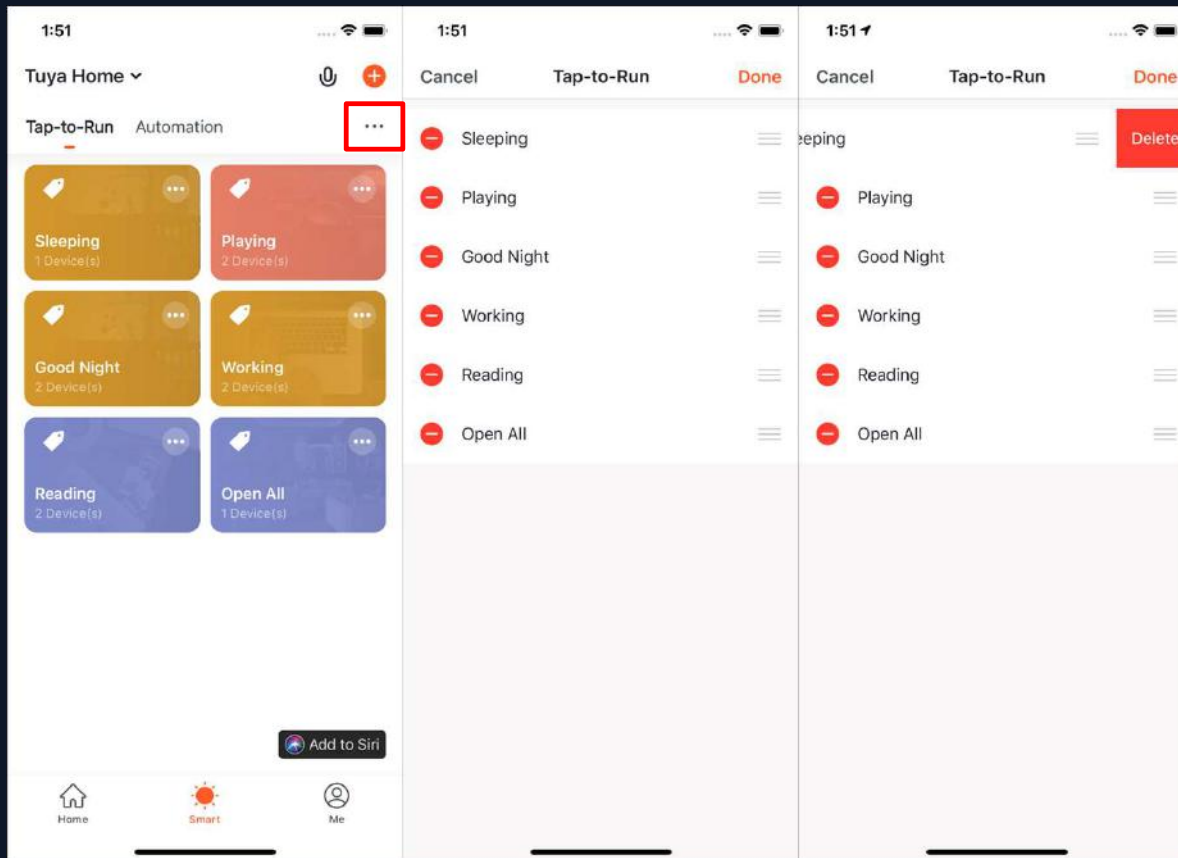 1:51
Tuya Home
Tap-to-Run Automation
Sleeping
1 Device(s)
Playing
2 Device(s)
Good Night
2 Device(s)
Working
2 Device(s)
Reading
2 Device(s)
Open All
1 Device(s)
Add to Siri
Home Smart Me
1:51
Cancel Tap-to-Run Done
Sleeping
Playing
Good Night
Working
Reading
Open All
1:51
Cancel Tap-to-Run Done
eeping Delete
Playing
Good Night
Working
Reading
Open All